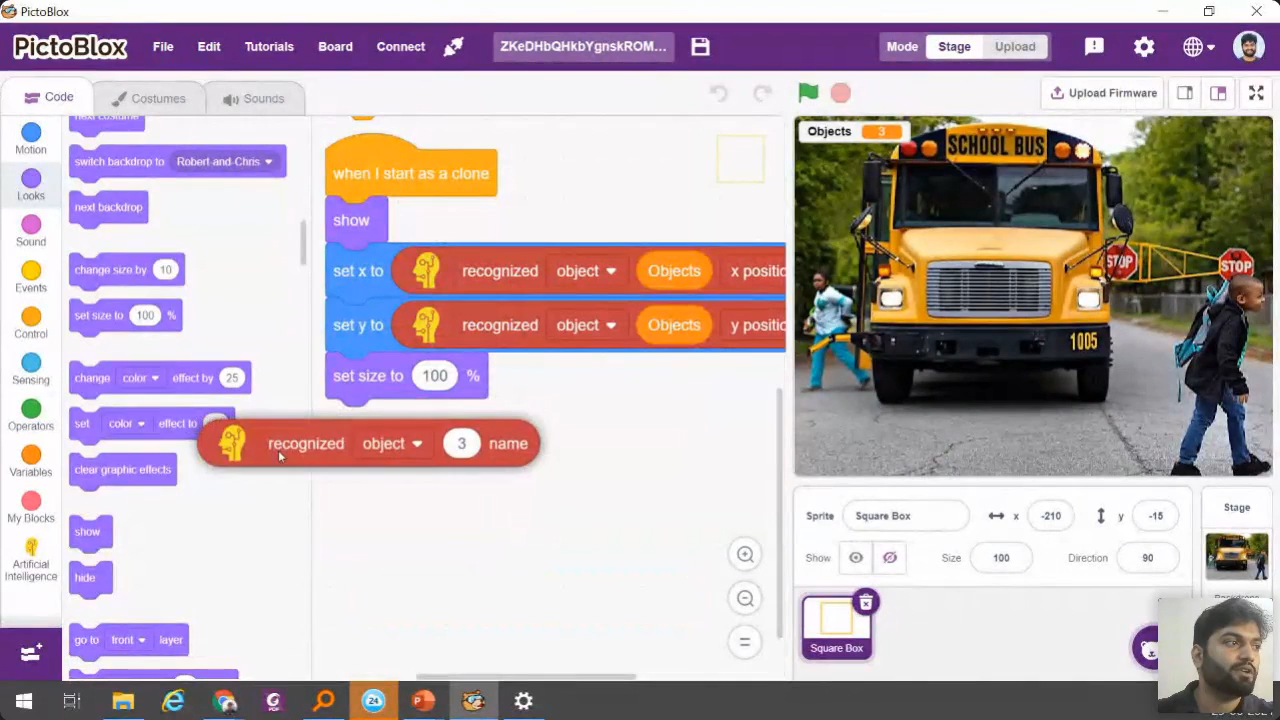 PictoBlox
PictoBlox File Edit Tutorials Board Connect ZKeDHbQHkbYgnskROM... Mode Stage Upload
Code Costumes Sounds Upload Firmware
Motion
Looks
Sound
Events
Control
Sensing
Operators
Variables
My Blocks
Artificial
Intelligence
next costume
switch backdrop to Robert-and-Chris
next backdrop
change size by 10
set size to 100 %
change color effect by 25
set color effect to
clear graphic effects
show
hide
go to front layer
when I start as a clone
show
set x to recognized object Objects x positio
set y to recognized object Objects y positio
set size to 100 %
recognized object 3 name
Objects 3
SCHOOL BUS
STOP
STOP
1005
Sprite Square Box x -210 y -15
Show Size 100 Direction 90
Square Box
Stage
24